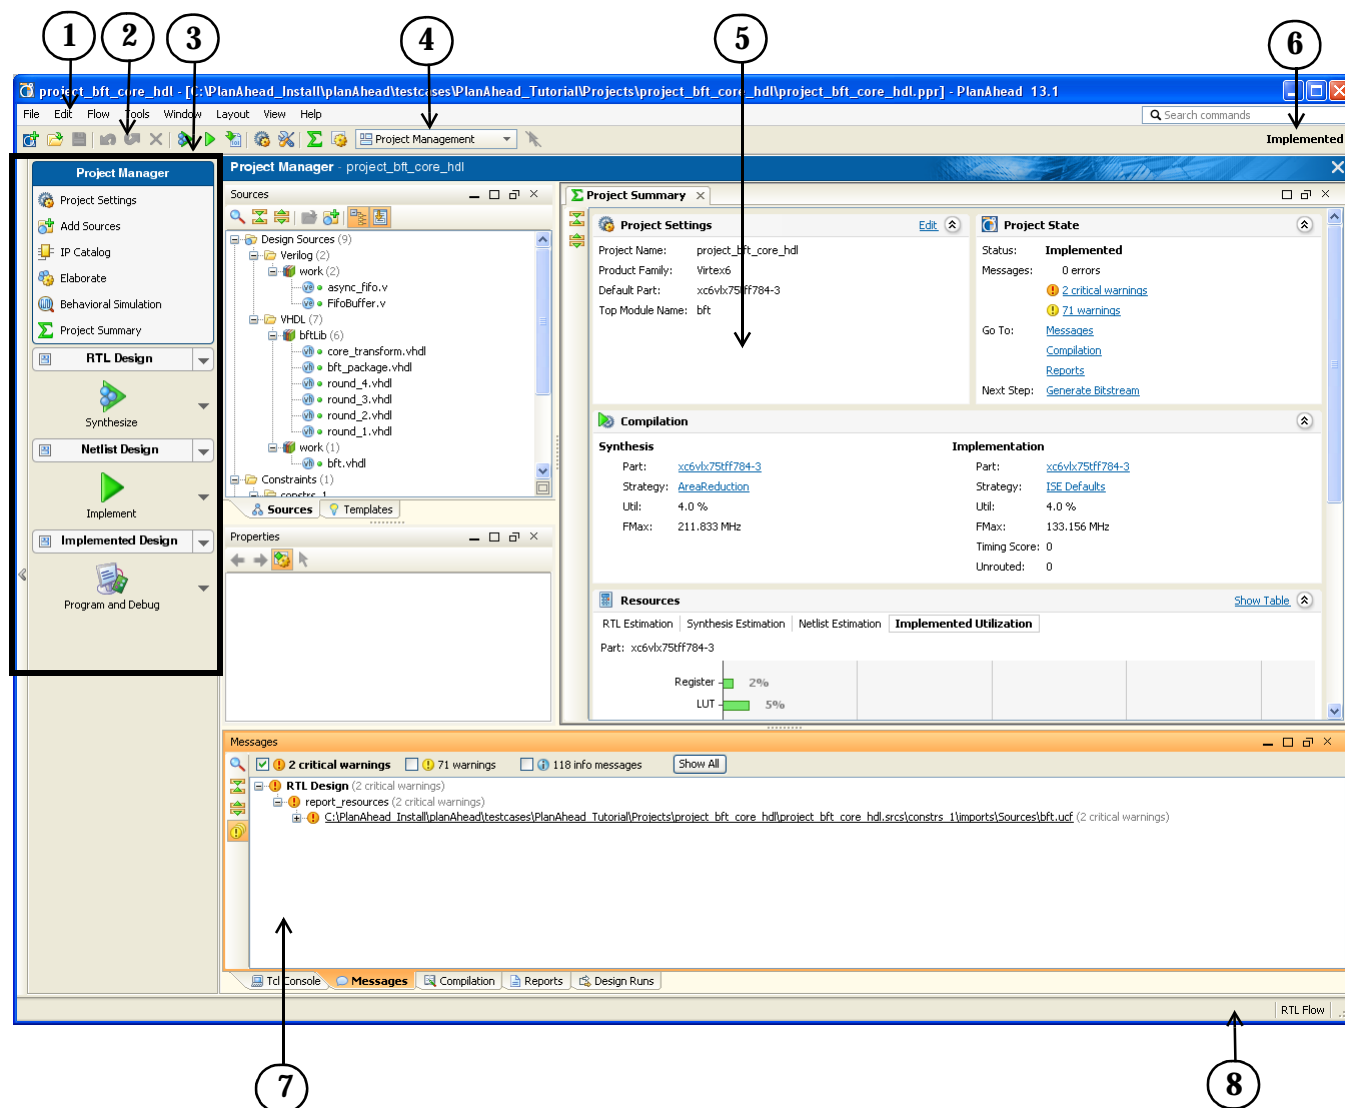 1 2 3 4 5 6
project_bft_core_hdl - [C:\PlanAhead_Install\planAhead\testcases\PlanAhead_Tutorial\Projects\project_bft_core_hdl\project_bft_core_hdl.ppr] - PlanAhead 13.1
File Edit Flow Tools Window Layout View Help
Search commands
Project Management
Implemented
Project Manager
Project Settings
Add Sources
IP Catalog
Elaborate
Behavioral Simulation
Project Summary
RTL Design
Synthesize
Netlist Design
Implement
Implemented Design
Program and Debug
Project Manager - project_bft_core_hdl
Sources
Design Sources (9)
Verilog (2)
work (2)
async_fifo.v
FifoBuffer.v
VHDL (7)
bftLib (6)
core_transform.vhdl
bft_package.vhdl
round_4.vhdl
round_3.vhdl
round_2.vhdl
round_1.vhdl
work (1)
bft.vhdl
Constraints (1)
constrs_1
Sources Templates
Properties
Project Summary
Project Settings Edit
Project Name: project_bft_core_hdl
Product Family: Virtex6
Default Part: xc6vlx75tff784-3
Top Module Name: bft
Project State
Status: Implemented
Messages: 0 errors
2 critical warnings
71 warnings
Go To: Messages
Compilation
Reports
Next Step: Generate Bitstream
Compilation
Synthesis
Part: xc6vlx75tff784-3
Strategy: AreaReduction
Util: 4.0 %
FMax: 211.833 MHz
Implementation
Part: xc6vlx75tff784-3
Strategy: ISE Defaults
Util: 4.0 %
FMax: 133.156 MHz
Timing Score: 0
Unrouted: 0
Resources Show Table
RTL Estimation Synthesis Estimation Netlist Estimation Implemented Utilization
Part: xc6vlx75tff784-3
Register 2%
LUT 5%
Messages
2 critical warnings 71 warnings 118 info messages Show All
RTL Design (2 critical warnings)
report_resources (2 critical warnings)
C:\PlanAhead_Install\planAhead\testcases\PlanAhead_Tutorial\Projects\project_bft_core_hdl\project_bft_core_hdl.srcs\constrs_1\imports\Sources\bft.ucf (2 critical warnings)
Tcl Console Messages Compilation Reports Design Runs
RTL Flow
7 8